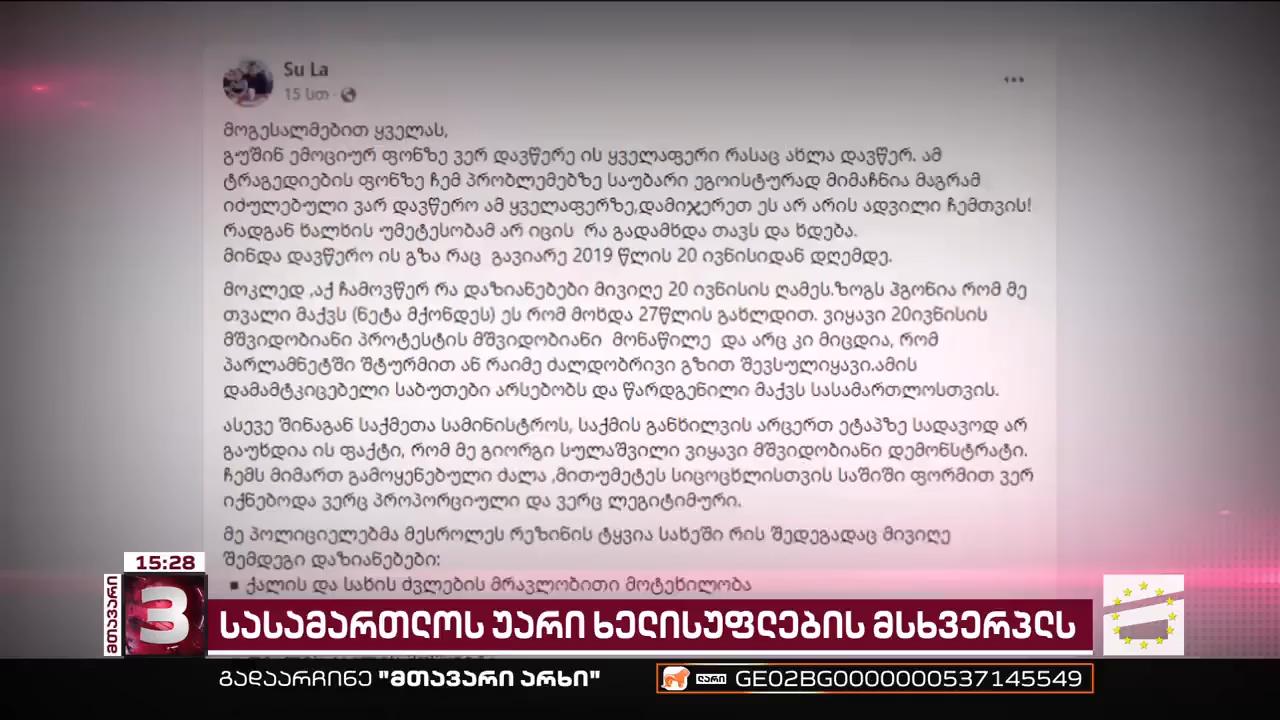 Su La
15 სთ ·
მოგესალმებით ყველას,
გუშინ ემოციურ ფონზე ვერ დავწერე ის ყველაფერი რასაც ახლა დავწერ. ამ
ტრაგედიების ფონზე ჩემ პრობლემებზე საუბარი ეგოისტურად მიმაჩნია მაგრამ
იძულებული ვარ დავწერო ამ ყველაფერზე,დამიჯერეთ ეს არ არის ადვილი ჩემთვის!
რადგან ხალხის უმეტესობამ არ იცის რა გადამხდა თავს და ხდება.
მინდა დავწერო ის გზა რაც გავიარე 2019 წლის 20 ივნისიდან დღემდე.
მოკლედ ,აქ ჩამოვწერ რა დაზიანებები მივიღე 20 ივნისის ღამეს.ზოგს ჰგონია რომ მე
თვალი მაქვს (ნეტა მქონდეს) ეს რომ მოხდა 27წლის გახლდით. ვიყავი 20ივნისის
მშვიდობიანი პროტესტის მშვიდობიანი მონაწილე და არც კი მიცდია, რომ
პარლამნეტში შტურმით ან რაიმე ძალდობრივი გზით შევსულიყავი.ამის
დამამტკიცებელი საბუთები არსებობს და წარდგენილი მაქვს სასამართლოსთვის.
ასევე შინაგან საქმეთა სამინისტროს, საქმის განხილვის არცერთ ეტაპზე სადავოდ არ
გაუხდია ის ფაქტი, რომ მე გიორგი სულაშვილი ვიყავი მშვიდობიანი დემონსტრატი.
ჩემს მიმართ გამოყენებული ძალა ,მითუმეტეს სიცოცხლისთვის საშიში ფორმით ვერ
იქნებოდა ვერც პროპორციული და ვერც ლეგიტიმური.
მე პოლიციელებმა მესროლეს რეზინის ტყვია სახეში რის შედეგადაც მივიღე
შემდეგი დაზიანებები:
▪ ქალის და სახის ძვლების მრავლობითი მოტეხილობა
15:28
მთავარი
3
სასამართლოს უარი ხელისუფლების მსხვერპლს
გადაარჩინე "მთავარი არხი"
ლარი GE02BG0000000537145549